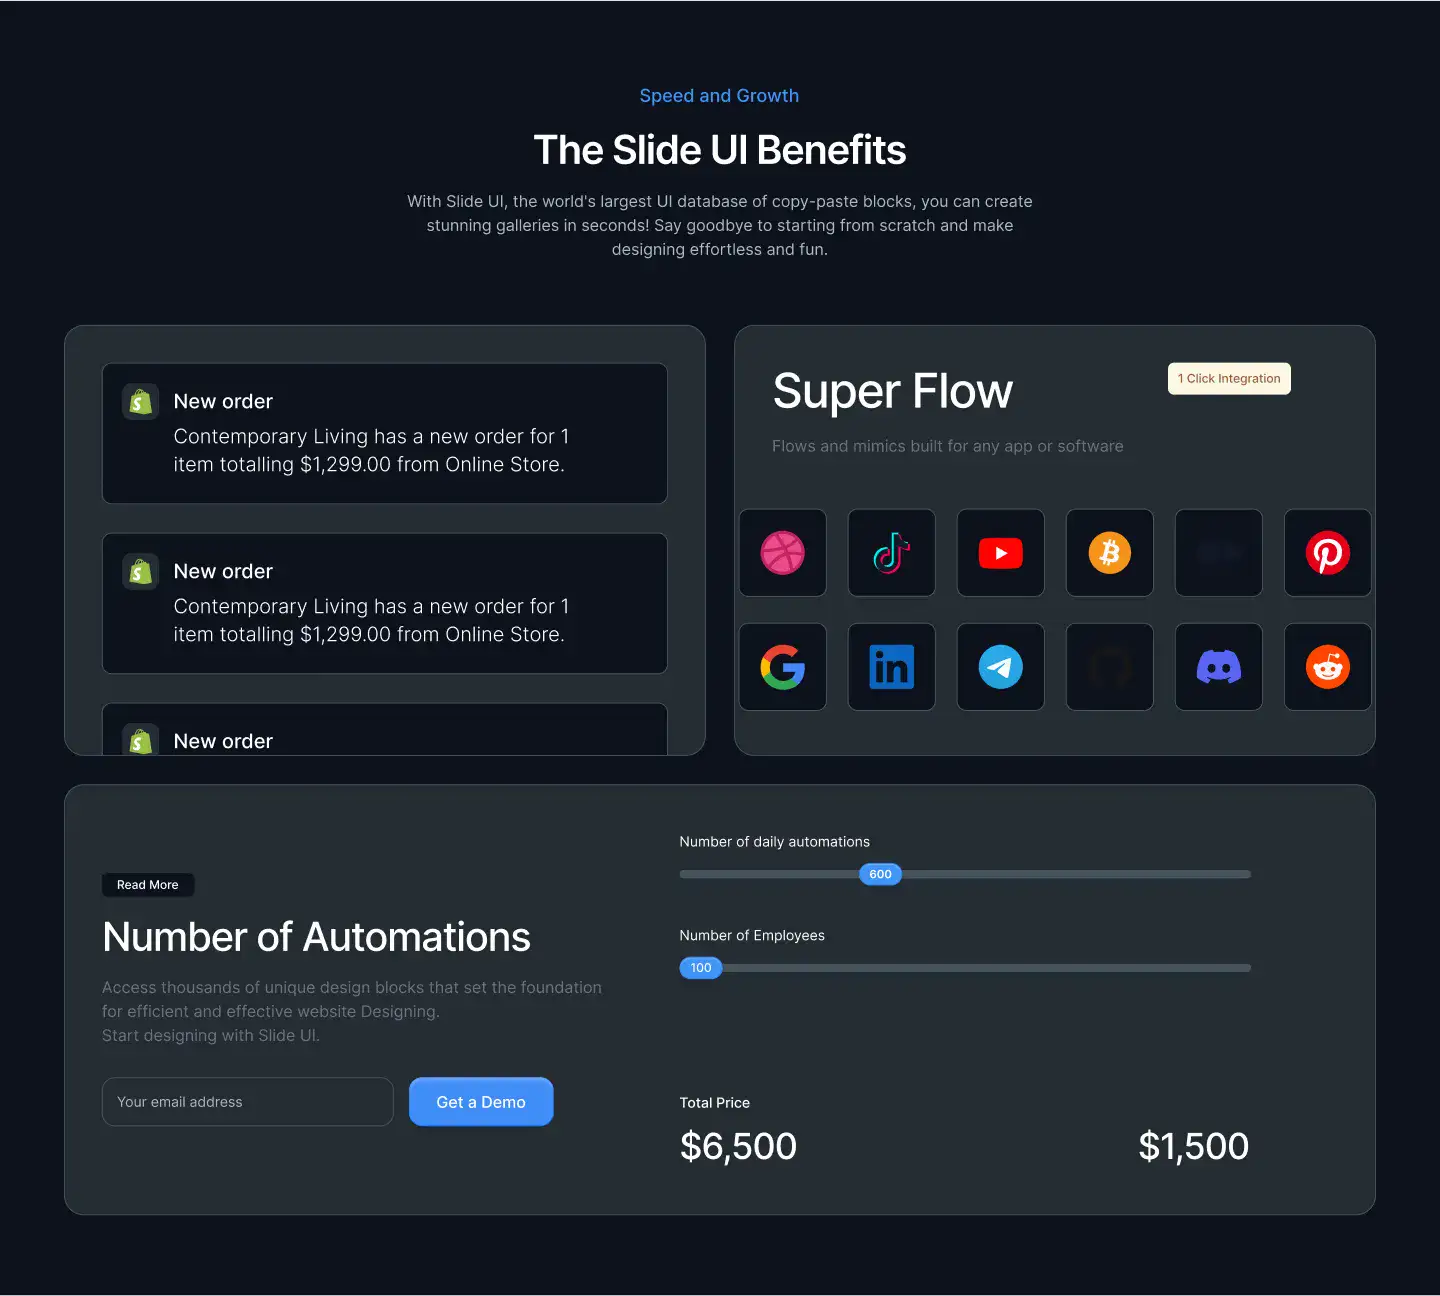 Speed and Growth
The Slide UI Benefits
With Slide UI, the world's largest UI database of copy-paste blocks, you can create
stunning galleries in seconds! Say goodbye to starting from scratch and make
designing effortless and fun.
New order
Contemporary Living has a new order for 1
item totalling $1,299.00 from Online Store.
New order
Contemporary Living has a new order for 1
item totalling $1,299.00 from Online Store.
New order
Super Flow
1 Click Integration
Flows and mimics built for any app or software
in
Read More
Number of Automations
Access thousands of unique design blocks that set the foundation
for efficient and effective website Designing.
Start designing with Slide UI.
Your email address
Get a Demo
Number of daily automations
600
Number of Employees
100
Total Price
$6,500
$1,500